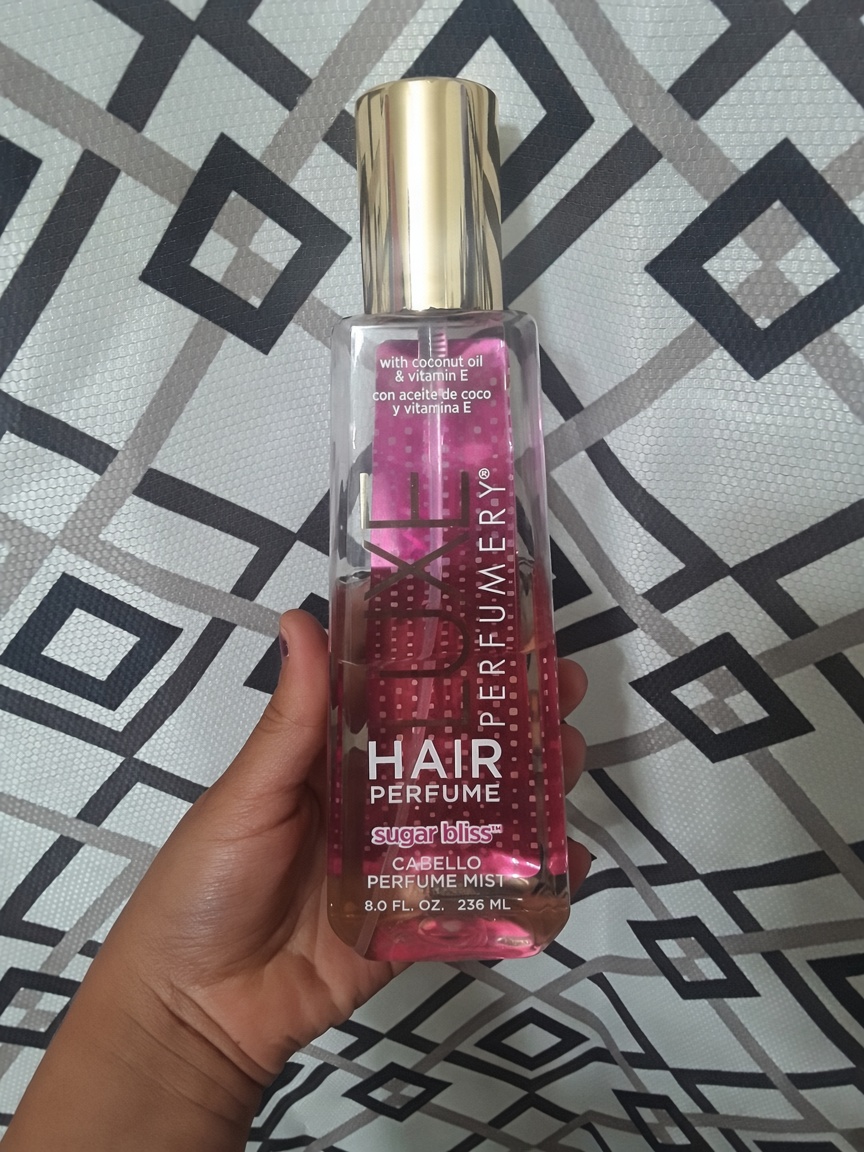 with coconut oil
& vitamin E
con aceite de coco
y vitamina E
LUXE
PERFUMERY®
HAIR
PERFUME
sugar bliss™
CABELLO
PERFUME MIST
8.0 FL. OZ. 236 ML